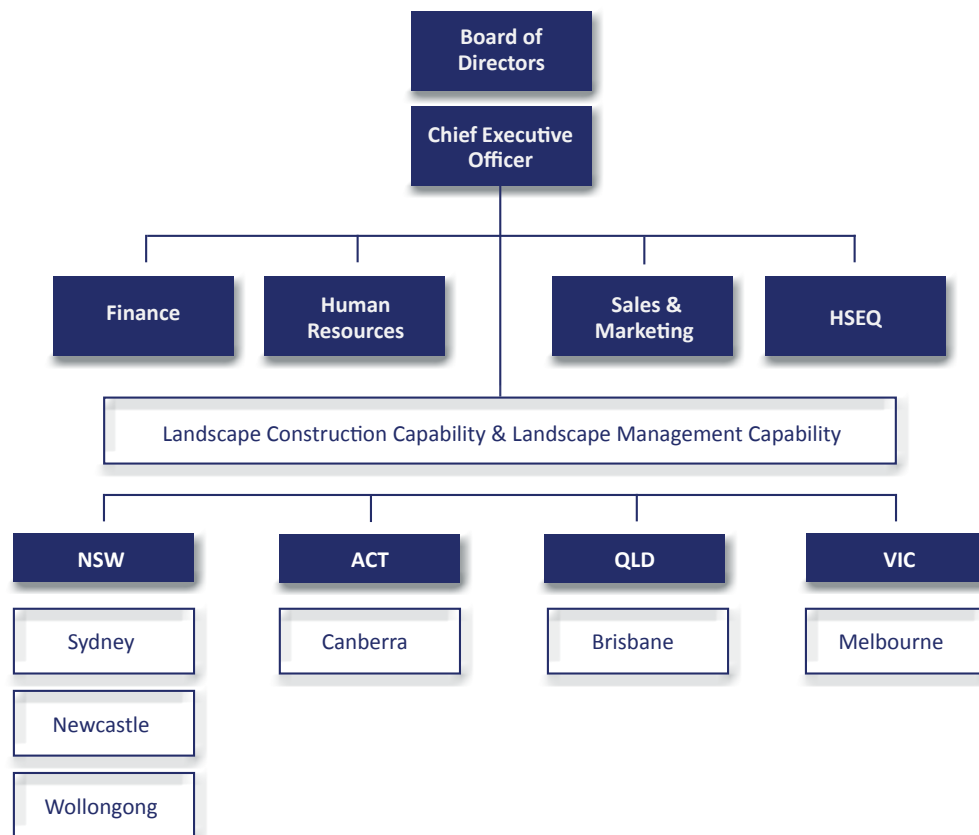 Board of
Directors
Chief Executive
Officer
Finance
Human
Resources
Sales &
Marketing
HSEQ
Landscape Construction Capability & Landscape Management Capability
NSW
ACT
QLD
VIC
Sydney
Canberra
Brisbane
Melbourne
Newcastle
Wollongong